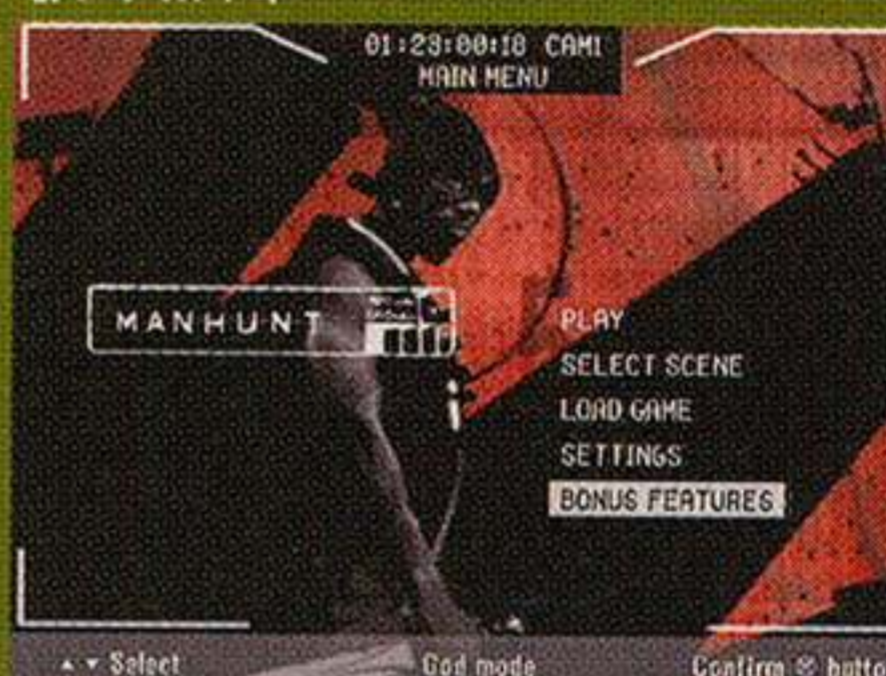 01:23:00:18 CAM1
MAIN MENU
MANHUNT
PLAY
SELECT SCENE
LOAD GAME
SETTINGS
BONUS FEATURES
Select God mode Confirm